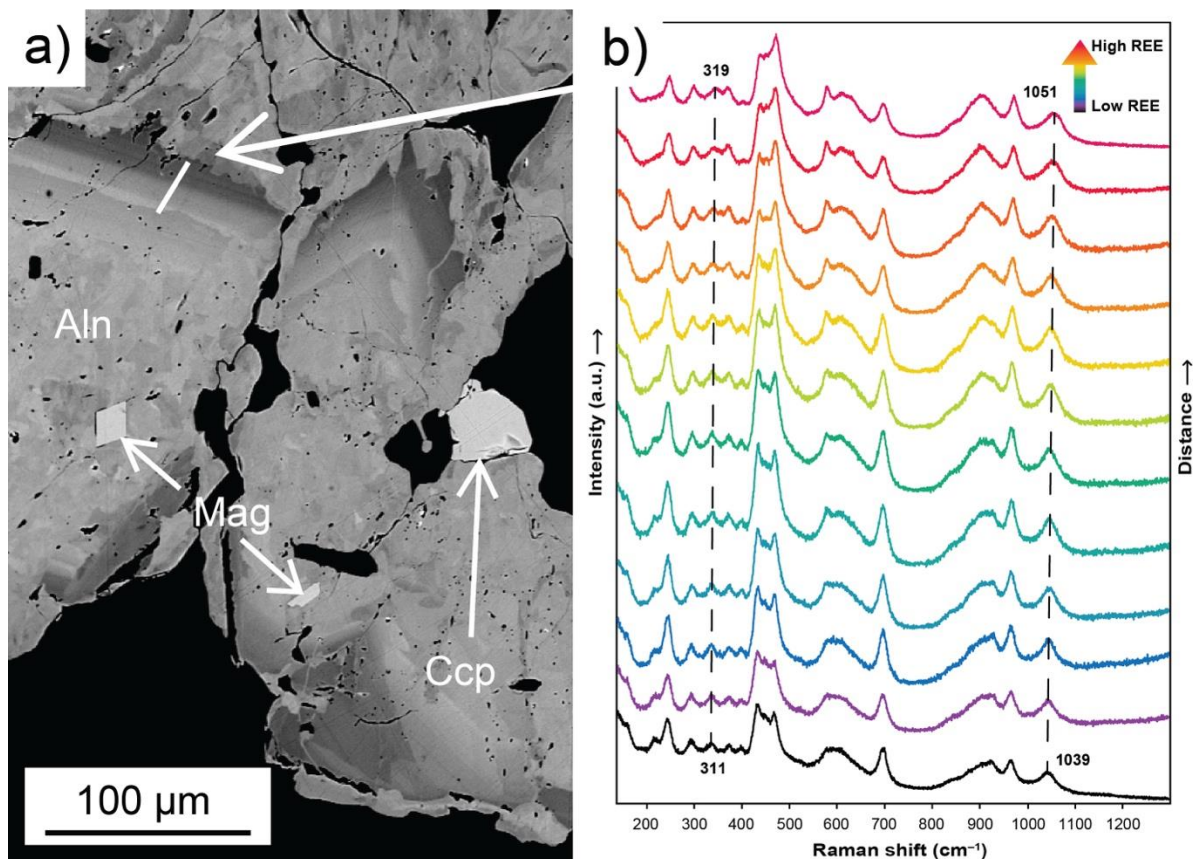 a)
Aln
Mag
Ccp
100 µm
b)
319
1051
High REE
Low REE
Intensity (a.u.) →
Distance →
311
1039
200 300 400 500 600 700 800 900 1000 1100 1200
Raman shift (cm⁻¹)